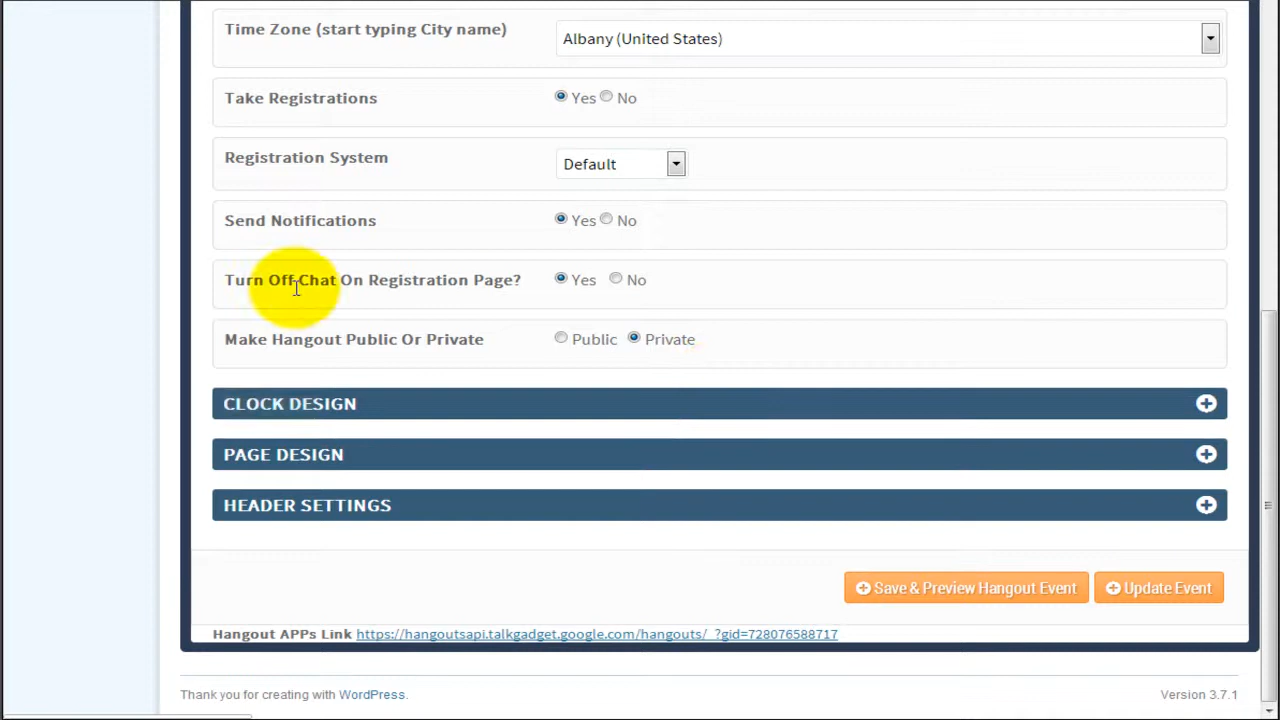 Time Zone (start typing City name) Albany (United States)
Take Registrations Yes No
Registration System Default
Send Notifications Yes No
Turn Off Chat On Registration Page? Yes No
Make Hangout Public Or Private Public Private
CLOCK DESIGN
PAGE DESIGN
HEADER SETTINGS
Save & Preview Hangout Event Update Event
Hangout APPs Link https://hangoutsapi.talkgadget.google.com/hangouts/_?gid=728076588717
Thank you for creating with WordPress. Version 3.7.1